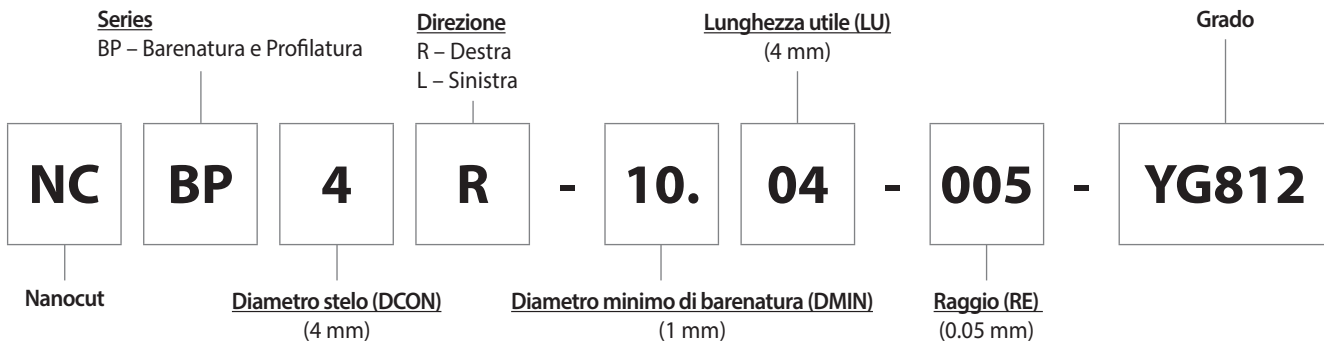 Series
BP – Barenatura e Profilatura
Direzione
R – Destra
L – Sinistra
Lunghezza utile (LU)
(4 mm)
Grado
NC BP 4 R - 10. 04 - 005 - YG812
Nanocut
Diametro stelo (DCON)
(4 mm)
Diametro minimo di barenatura (DMIN)
(1 mm)
Raggio (RE)
(0.05 mm)